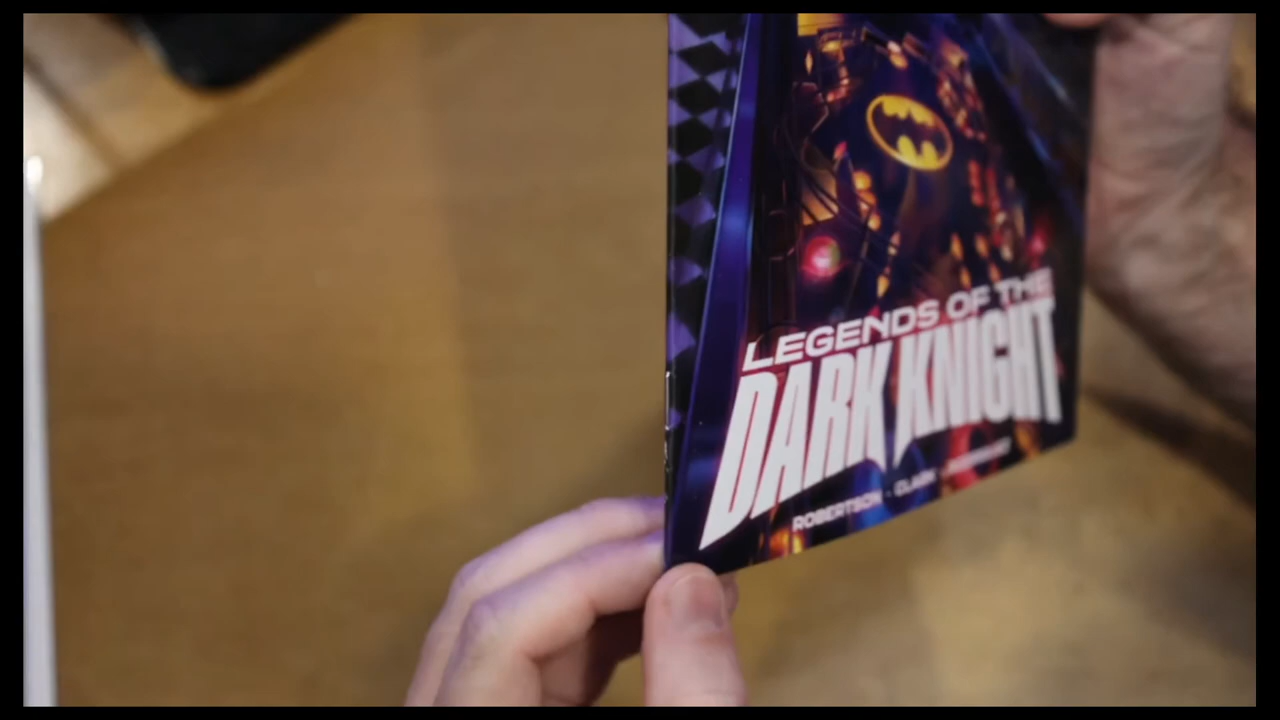 LEGENDS OF THE
DARK KNIGHT
ROBERTSON · CLARK ·